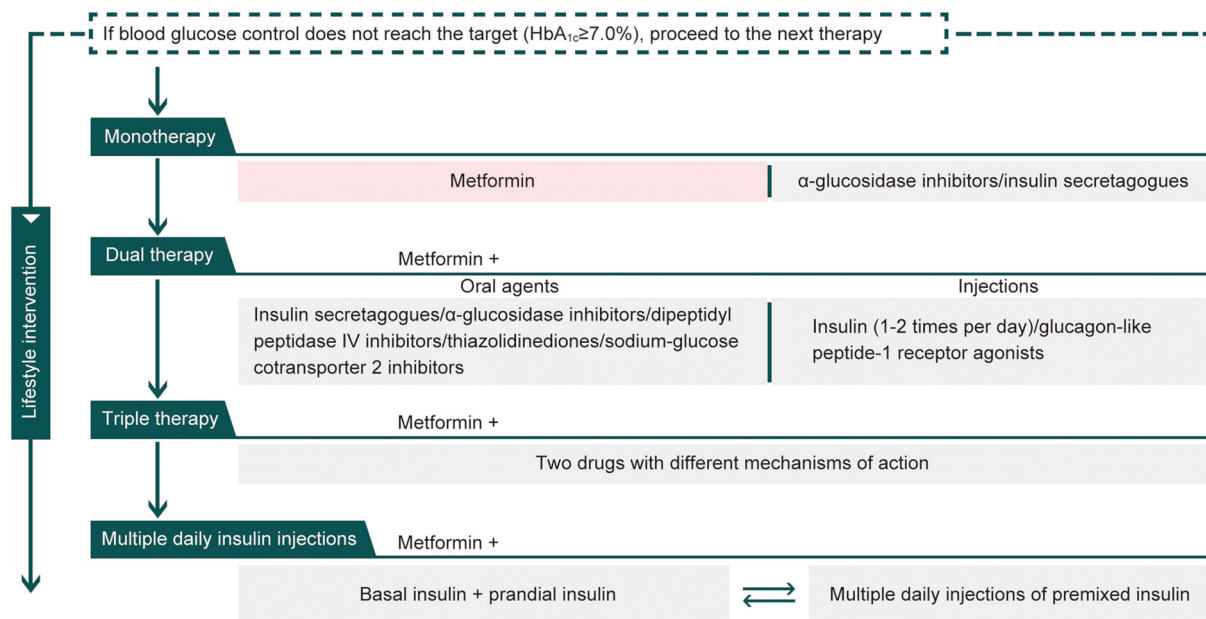 If blood glucose control does not reach the target (HbA1c≥7.0%), proceed to the next therapy
Monotherapy
Metformin
α-glucosidase inhibitors/insulin secretagogues
Lifestyle intervention
Dual therapy
Metformin +
Oral agents
Injections
Insulin secretagogues/α-glucosidase inhibitors/dipeptidyl
peptidase IV inhibitors/thiazolidinediones/sodium-glucose
cotransporter 2 inhibitors
Insulin (1-2 times per day)/glucagon-like
peptide-1 receptor agonists
Triple therapy
Metformin +
Two drugs with different mechanisms of action
Multiple daily insulin injections
Metformin +
Basal insulin + prandial insulin
Multiple daily injections of premixed insulin